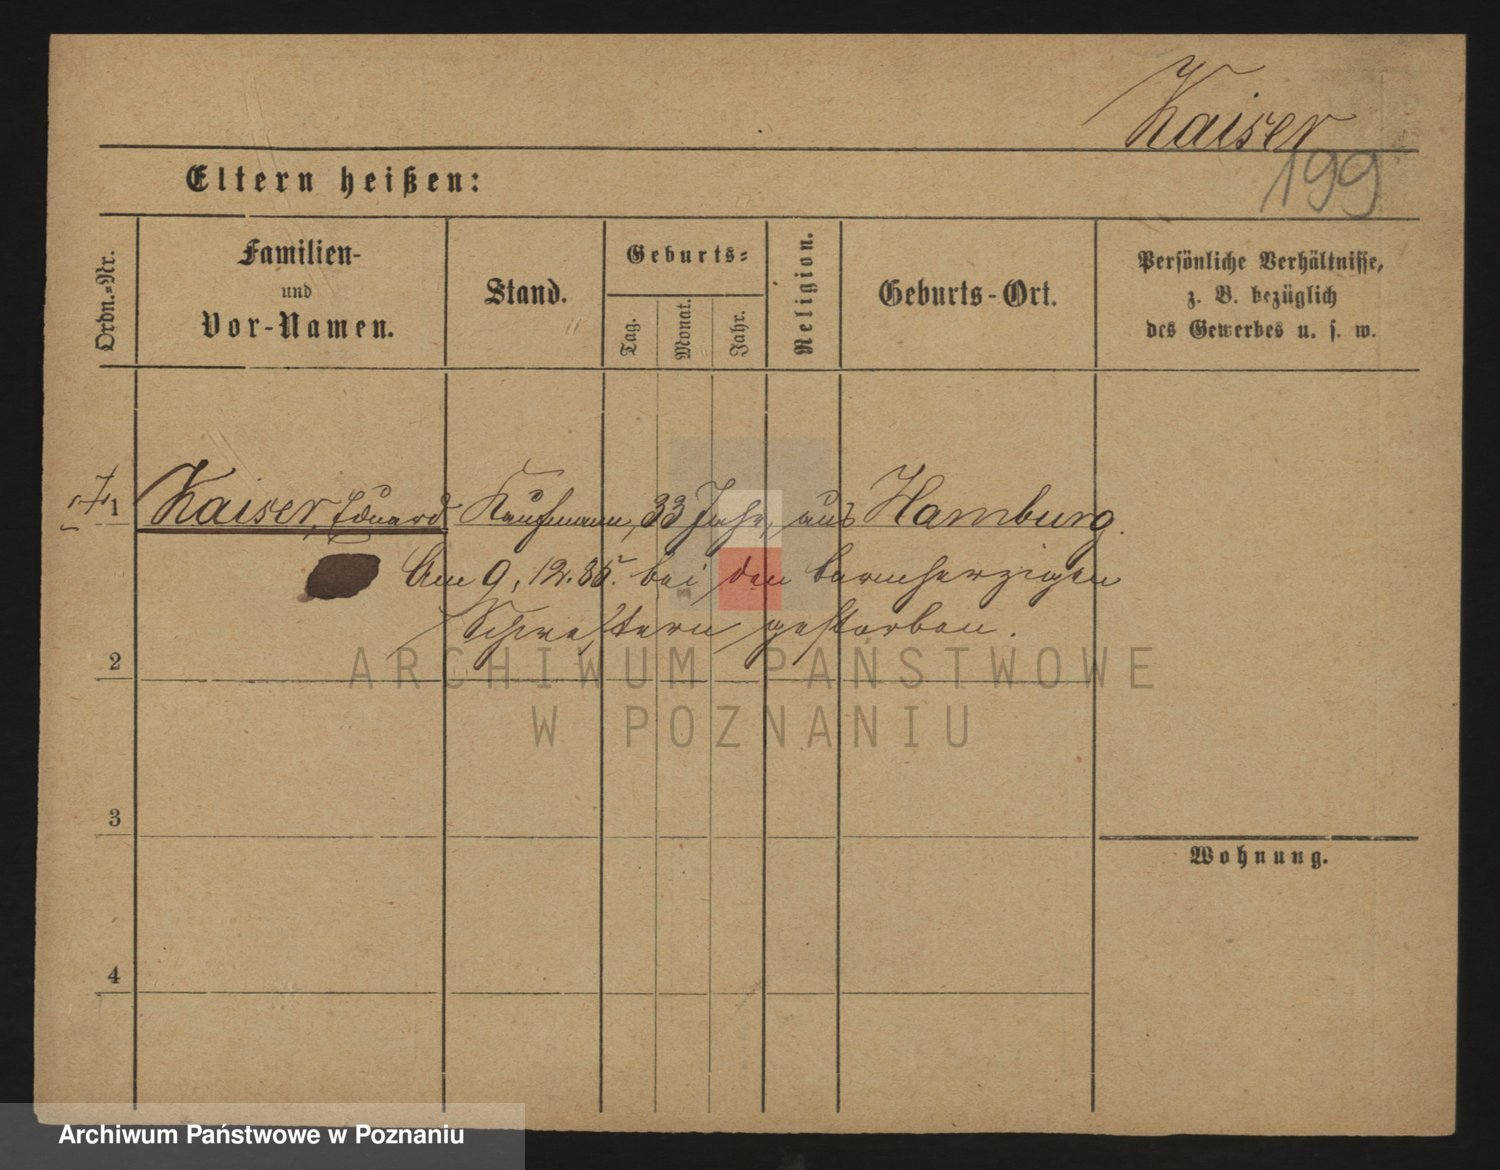 Kaiser
199
Eltern heißen:
Ordn.=Nr.
Familien-
und
Vor-Namen.
Stand.
Geburts=
Tag.
Monat.
Jahr.
Religion.
Geburts-Ort.
Persönliche Verhältnisse,
z. B. bezüglich
des Gewerbes u. s. w.
1 Kaiser, Eduard Kaufmann, 33 Jahr, aus Hamburg.
Am 9.12.85. bei den barmherzigen
Schwestern gestorben.
ARCHIWUM PAŃSTWOWE
W POZNANIU
2
3
Wohnung.
4
Archiwum Państwowe w Poznaniu